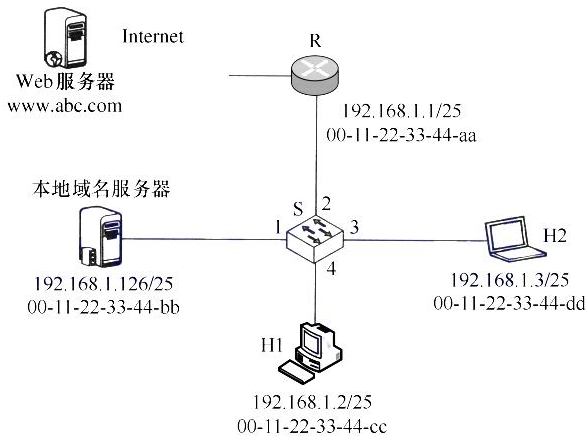 Internet
Web服务器
www.abc.com
R
192.168.1.1/25
00-11-22-33-44-aa
本地域名服务器
S
2
1
3
4
192.168.1.126/25
00-11-22-33-44-bb
H2
192.168.1.3/25
00-11-22-33-44-dd
H1
192.168.1.2/25
00-11-22-33-44-cc